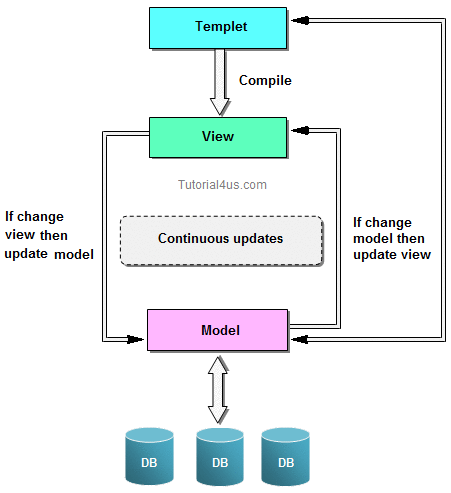 Templet
Compile
View
Tutorial4us.com
If change
view then
update model
Continuous updates
If change
model then
update view
Model
DB
DB
DB